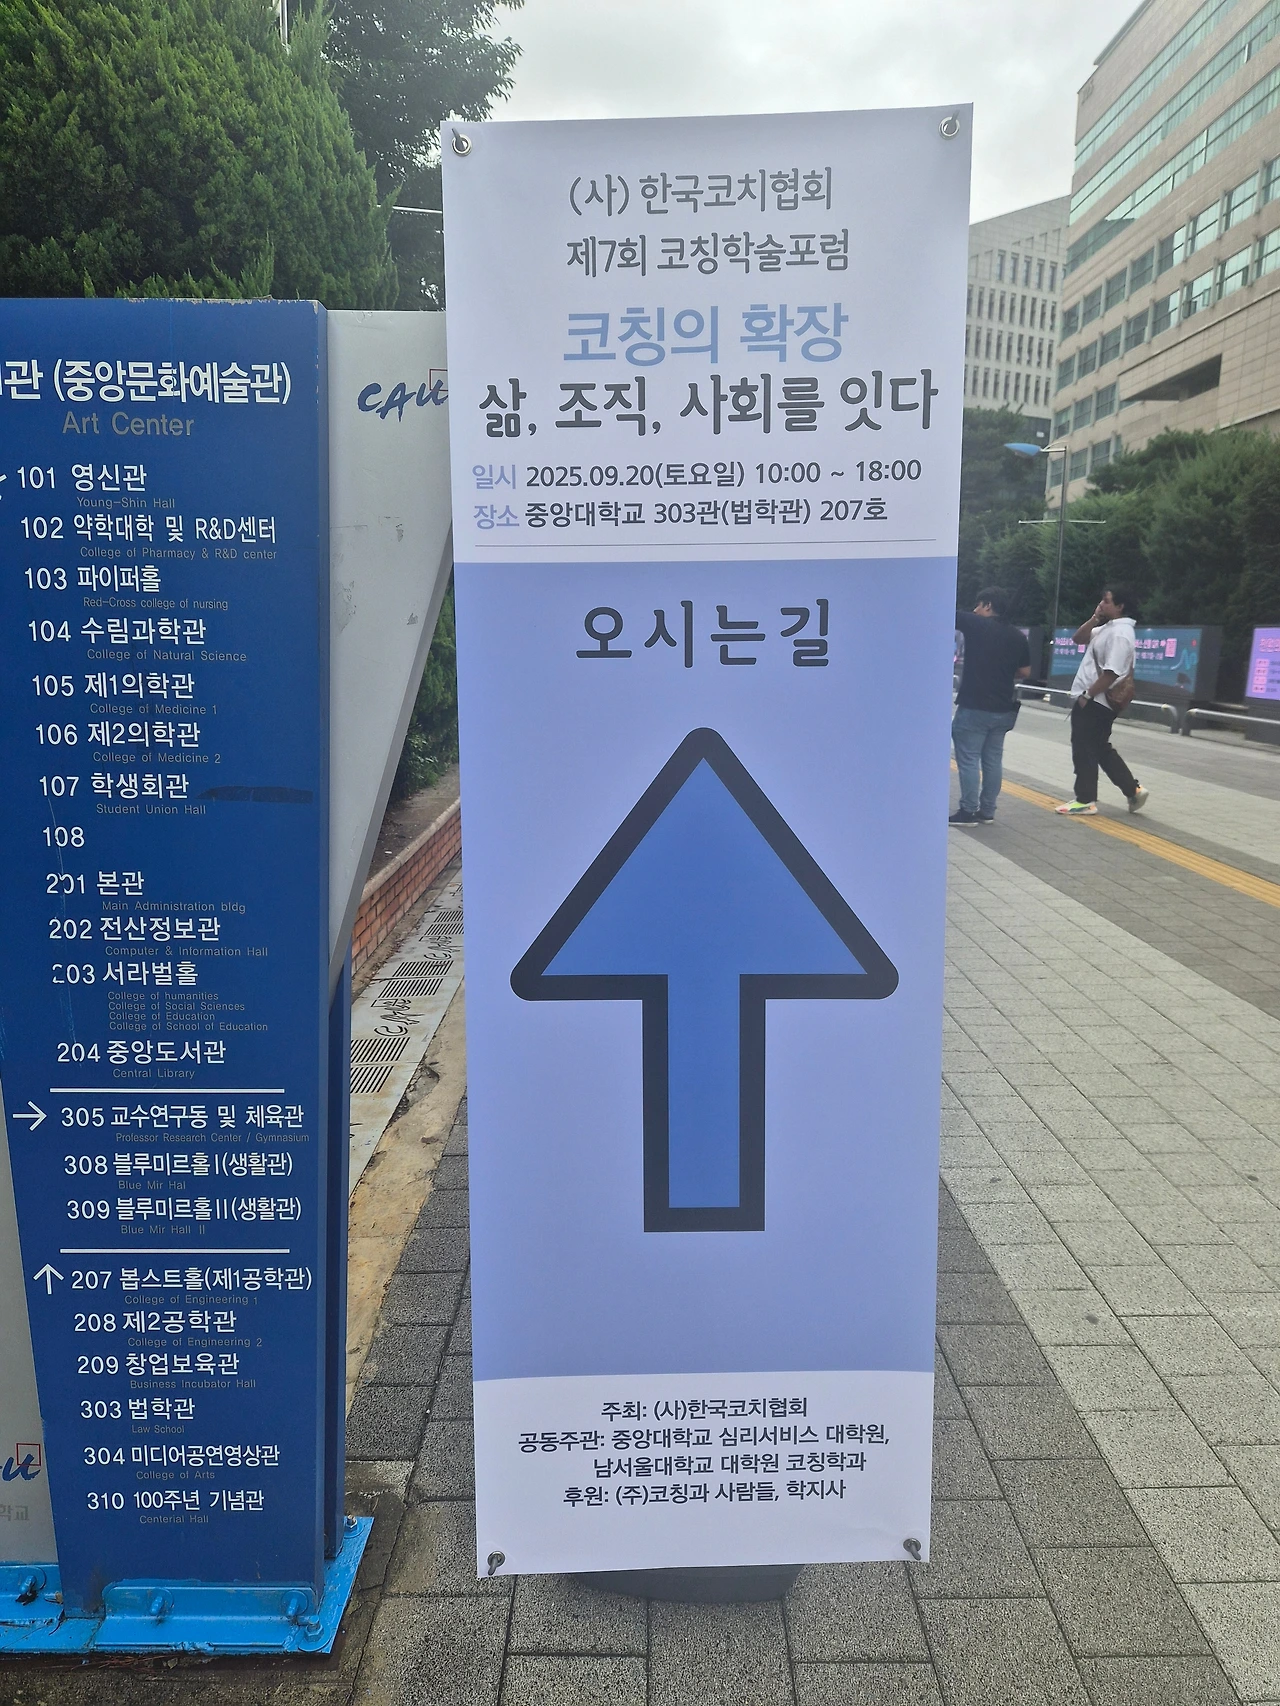 관 (중앙문화예술관)
Art Center
101 영신관
Young-Shin Hall
102 약학대학 및 R&D센터
College of Pharmacy & R&D center
103 파이퍼홀
Red-Cross college of nursing
104 수림과학관
College of Natural Science
105 제1의학관
College of Medicine 1
106 제2의학관
College of Medicine 2
107 학생회관
Student Union Hall
108
201 본관
Main Administration bldg
202 전산정보관
Computer & Information Hall
203 서라벌홀
College of humanities
College of Social Sciences
College of Education
College of School of Education
204 중앙도서관
Central Library
→ 305 교수연구동 및 체육관
Professor Research Center / Gymnasium
308 블루미르홀I(생활관)
Blue Mir Hal
309 블루미르홀II(생활관)
Blue Mir Hall II
↑ 207 봅스트홀(제1공학관)
College of Engineering 1
208 제2공학관
College of Engineering 2
209 창업보육관
Business Incubator Hall
303 법학관
Law School
304 미디어공연영상관
College of Arts
310 100주년 기념관
Centerial Hall
CAU
학교
(사) 한국코치협회
제7회 코칭학술포럼
코칭의 확장
삶, 조직, 사회를 잇다
일시 2025.09.20(토요일) 10:00 ~ 18:00
장소 중앙대학교 303관(법학관) 207호
오시는길
주최: (사)한국코치협회
공동주관: 중앙대학교 심리서비스 대학원,
남서울대학교 대학원 코칭학과
후원: (주)코칭과 사람들, 학지사